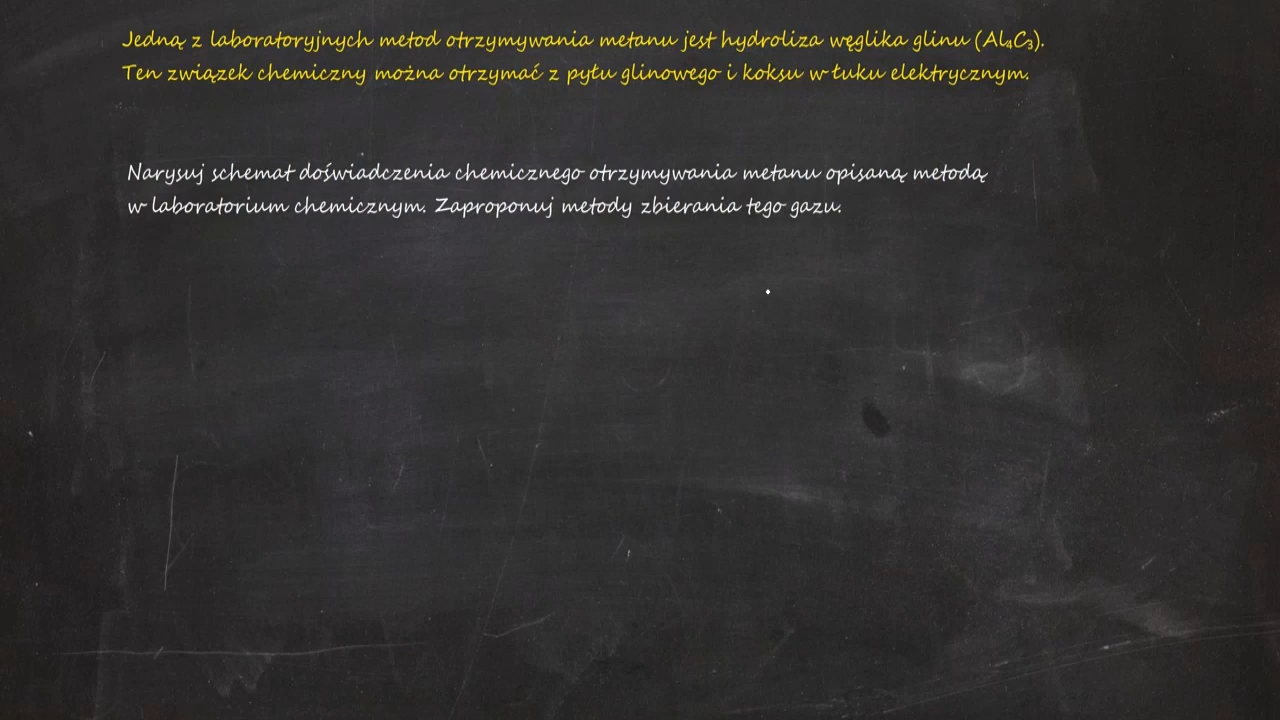 Jedną z laboratoryjnych metod otrzymywania metanu jest hydroliza węglika glinu (Al₄C₃).
Ten związek chemiczny można otrzymać z pyłu glinowego i koksu w łuku elektrycznym.
Narysuj schemat doświadczenia chemicznego otrzymywania metanu opisaną metodą
w laboratorium chemicznym. Zaproponuj metody zbierania tego gazu.